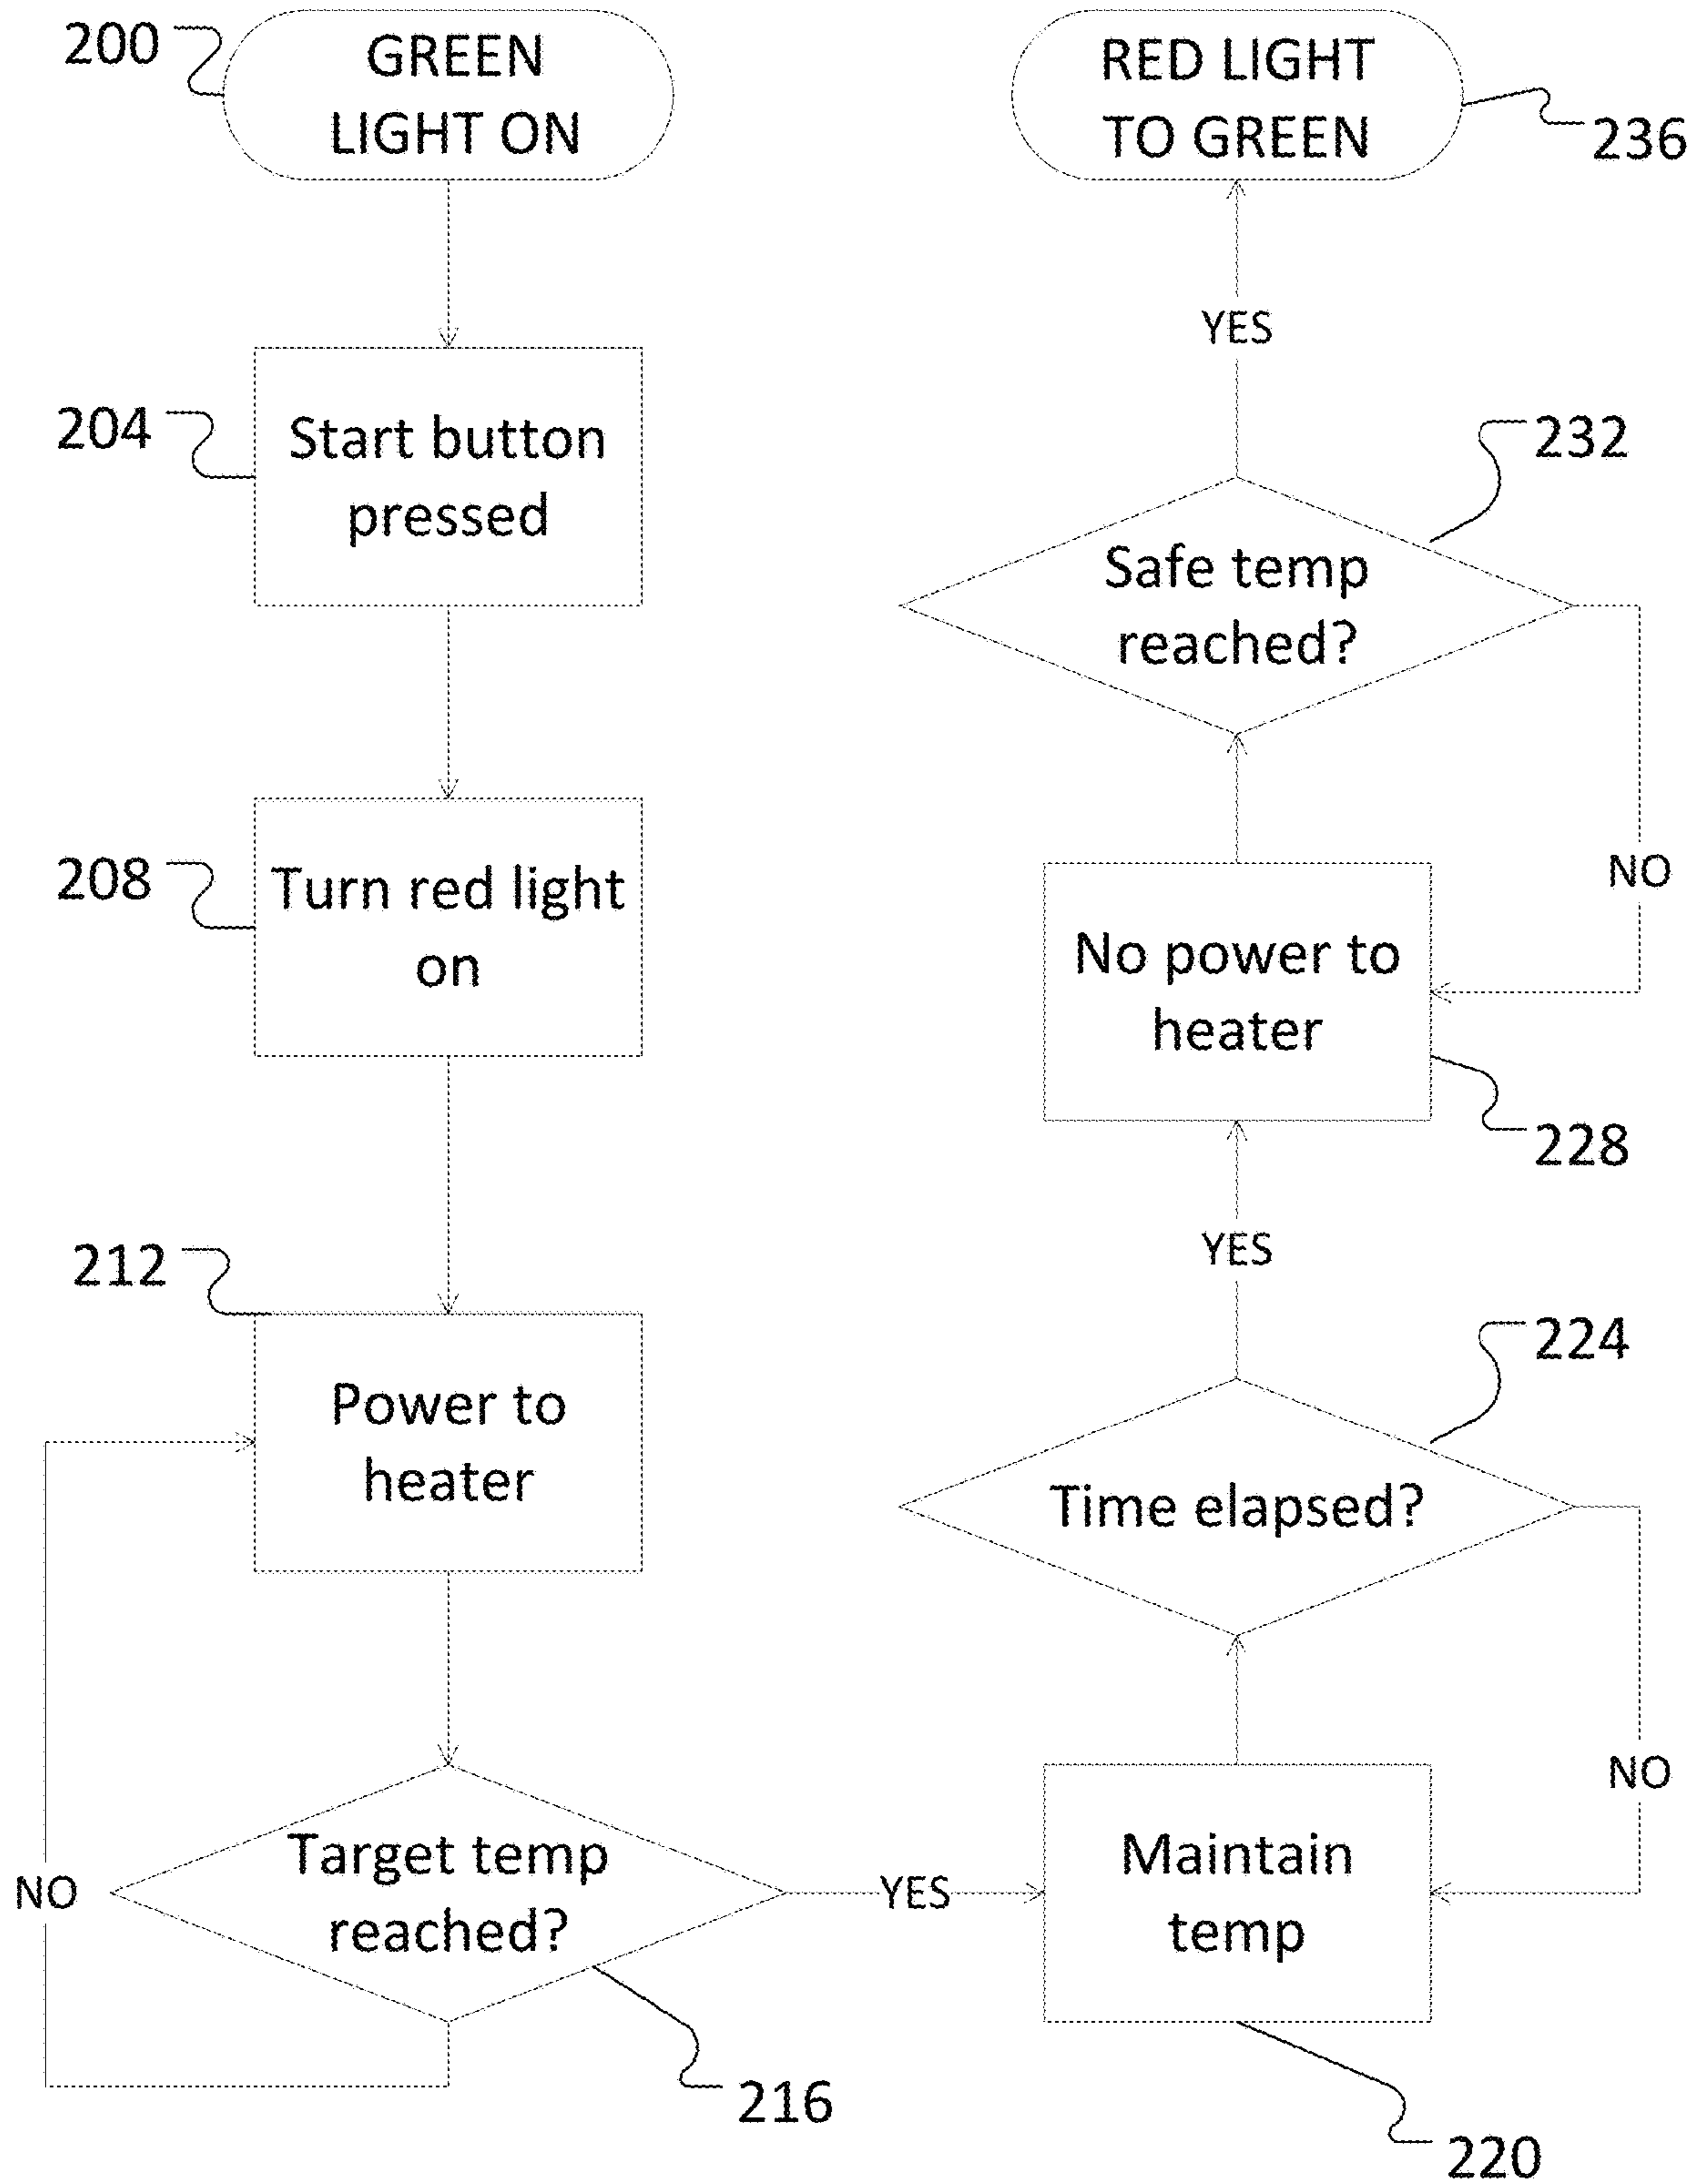 200
GREEN
LIGHT ON
204
Start button
pressed
208
Turn red light
on
212
Power to
heater
NO
Target temp
reached?
216
YES
Maintain
temp
220
NO
Time elapsed?
224
YES
No power to
heater
228
NO
Safe temp
reached?
232
YES
RED LIGHT
TO GREEN
236